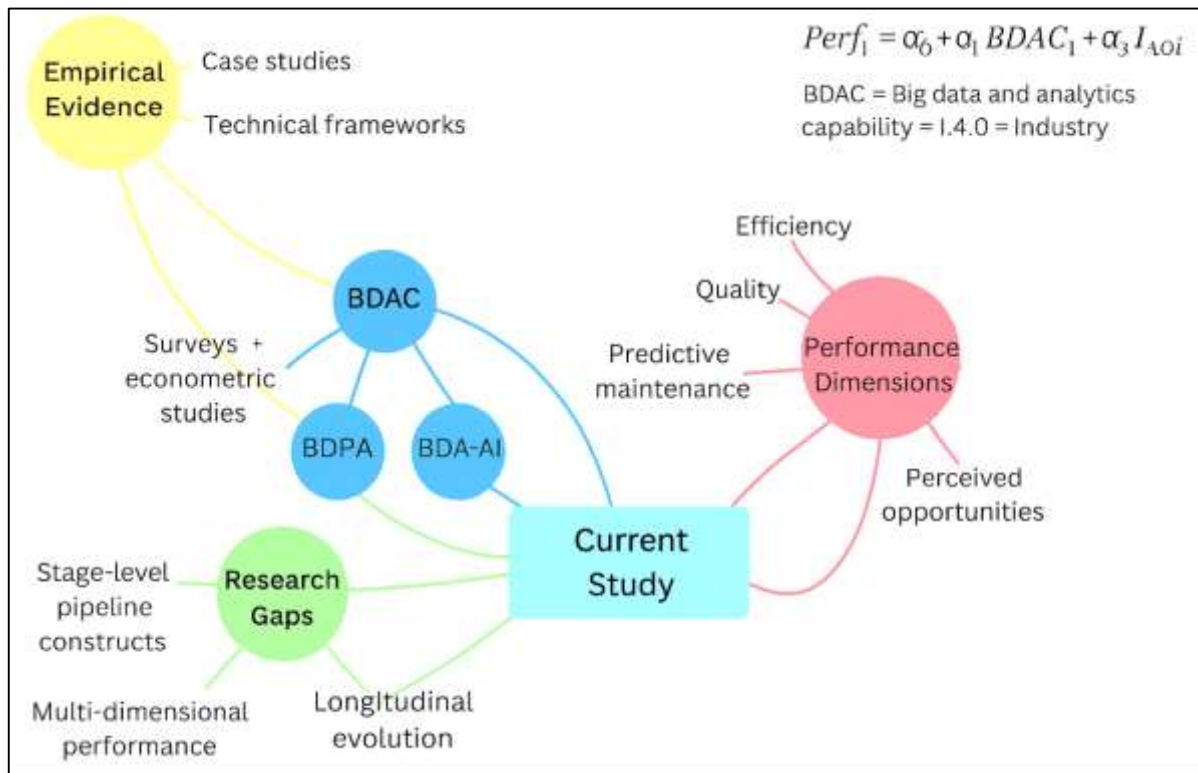 Empirical
Evidence
Case studies
Technical frameworks
Perf₁ = α₆ + α₁ BDAC₁ + α₃ I_AOi
BDAC = Big data and analytics
capability = I.4.0 = Industry
BDAC
Surveys +
econometric
studies
BDPA
BDA-AI
Efficiency
Quality
Predictive
maintenance
Performance
Dimensions
Perceived
opportunities
Current
Study
Stage-level
pipeline
constructs
Research
Gaps
Multi-dimensional
performance
LongItudinal
evolution